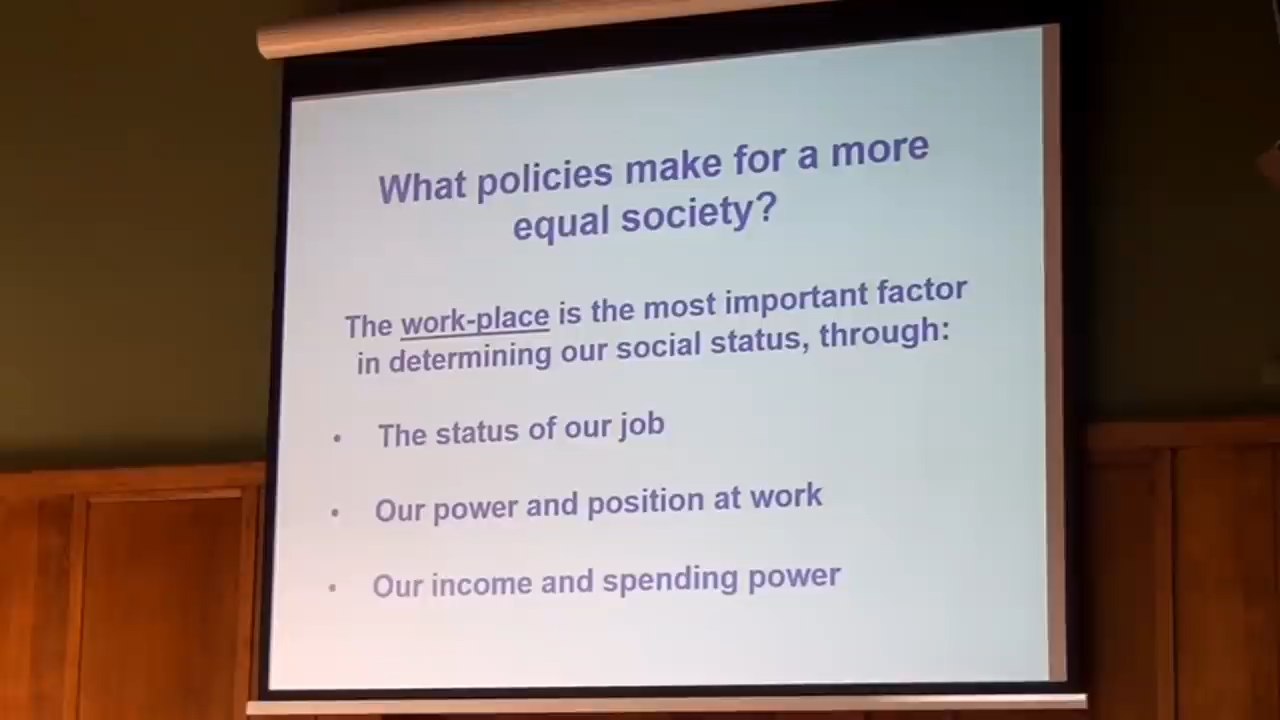 What policies make for a more
equal society?
The work-place is the most important factor
in determining our social status, through:
• The status of our job
• Our power and position at work
• Our income and spending power